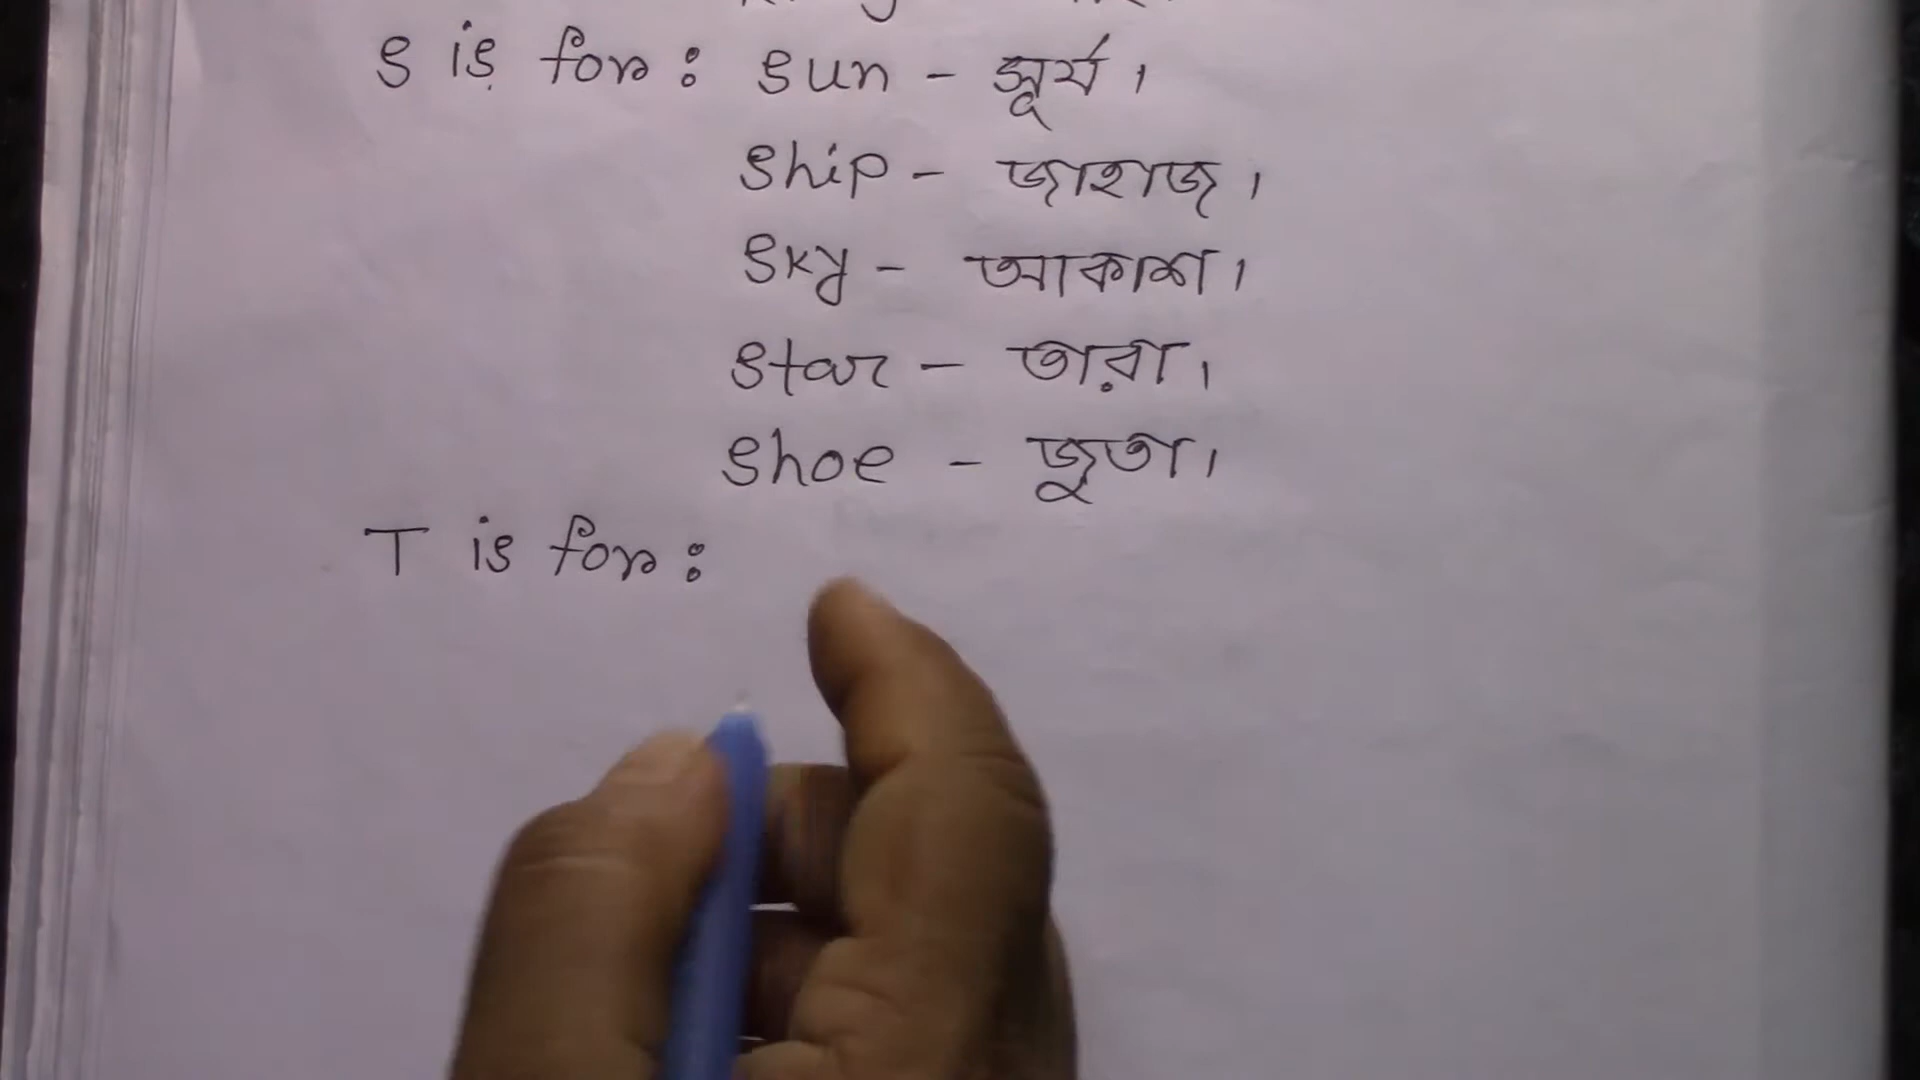 S is for: Sun - সূর্য।
Ship - জাহাজ।
Sky - আকাশ।
Star - তারা।
Shoe - জুতা।
T is for: